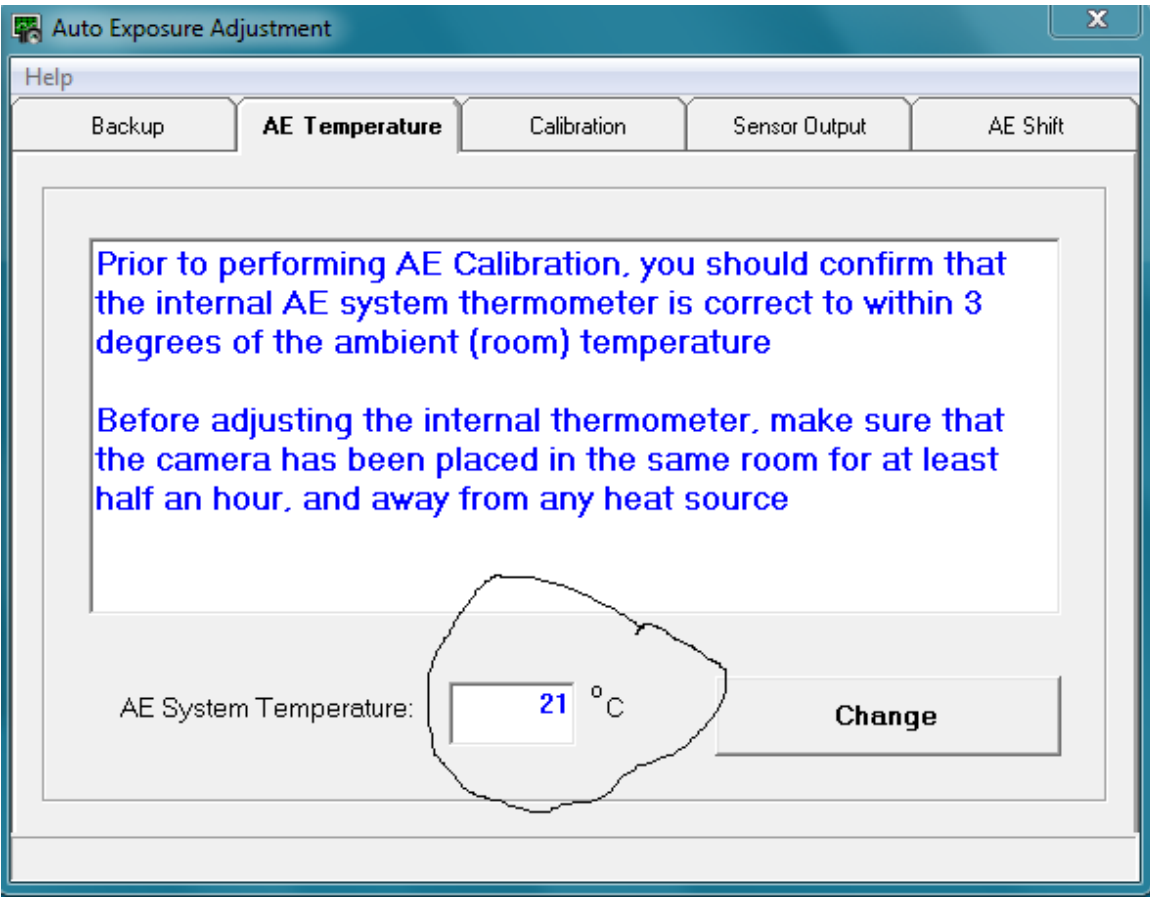 Auto Exposure Adjustment
X
Help
Backup AE Temperature Calibration Sensor Output AE Shift
Prior to performing AE Calibration, you should confirm that
the internal AE system thermometer is correct to within 3
degrees of the ambient (room) temperature
Before adjusting the internal thermometer, make sure that
the camera has been placed in the same room for at least
half an hour, and away from any heat source
AE System Temperature: 21 °C Change